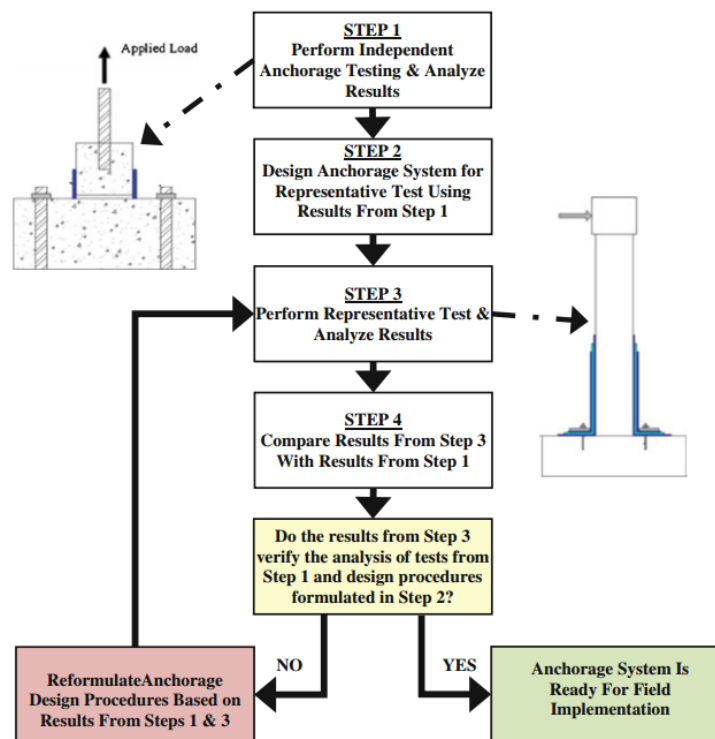 Applied Load
STEP 1
Perform Independent
Anchorage Testing & Analyze
Results
STEP 2
Design Anchorage System for
Representative Test Using
Results From Step 1
STEP 3
Perform Representative Test &
Analyze Results
STEP 4
Compare Results From Step 3
With Results From Step 1
Do the results from Step 3
verify the analysis of tests from
Step 1 and design procedures
formulated in Step 2?
NO
YES
ReformulateAnchorage
Design Procedures Based on
Results From Steps 1 & 3
Anchorage System Is
Ready For Field
Implementation